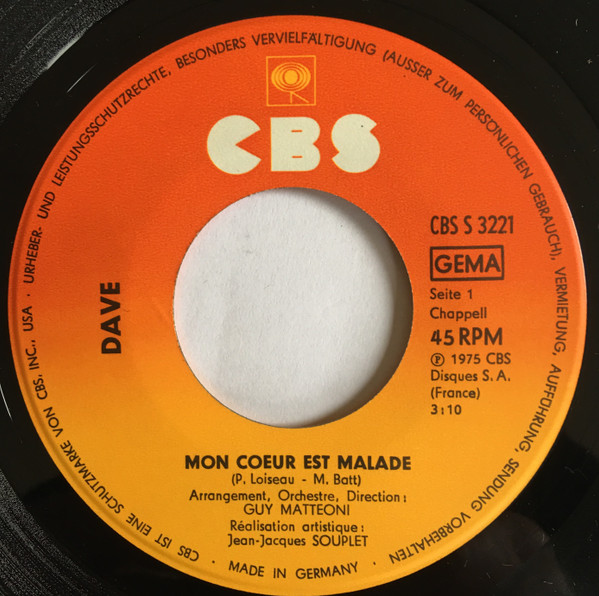 URHEBER- UND LEISTUNGSSCHUTZRECHTE, BESONDERS VERVIELFÄLTIGUNG (AUSSER ZUM PERSÖNLICHEN GEBRAUCH), VERMIETUNG, AUFFÜHRUNG, SENDUNG VORBEHALTEN
CBS
CBS S 3221
GEMA
Seite 1
Chappell
45 RPM
℗ 1975 CBS
Disques S. A.
(France)
3:10
DAVE
MON COEUR EST MALADE
(P. Loiseau - M. Batt)
Arrangement, Orchestre, Direction:
GUY MATTEONI
Réalisation artistique:
Jean-Jacques SOUPLET
· MADE IN GERMANY ·
CBS IST EINE SCHUTZMARKE VON CBS, INC., USA ·